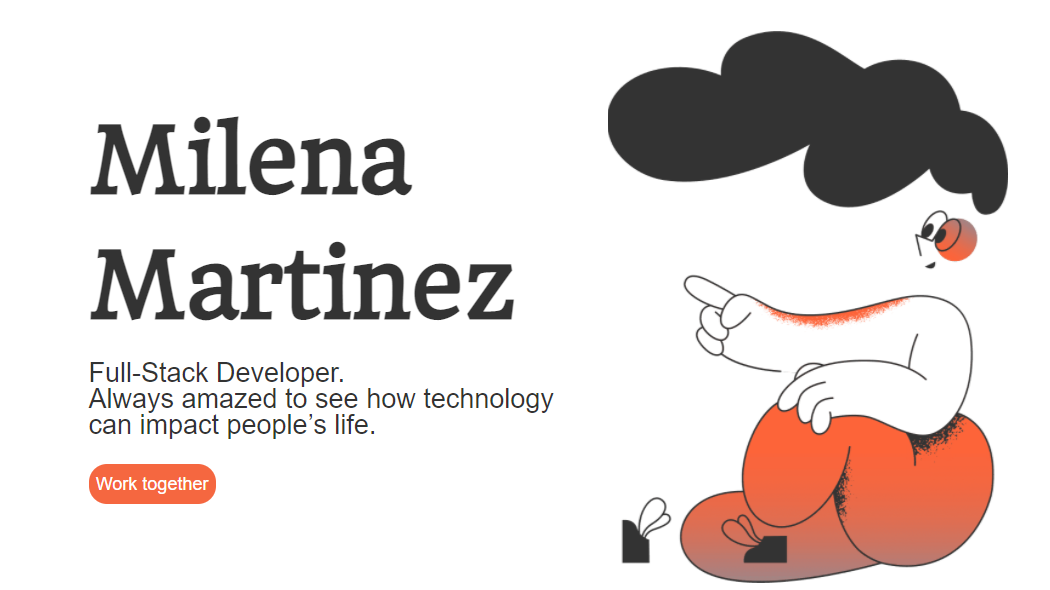 Milena
Martinez
Full-Stack Developer.
Always amazed to see how technology
can impact people’s life.
Work together